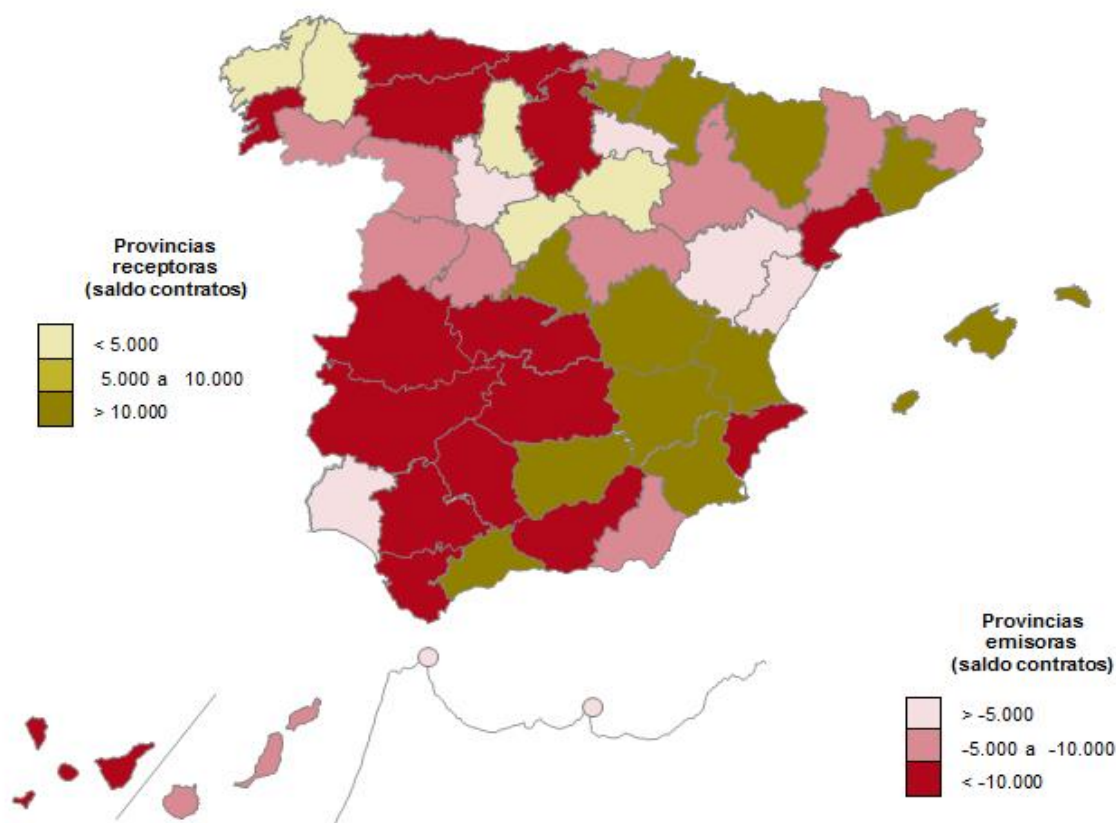 Provincias
receptoras
(saldo contratos)
< 5.000
5.000 a 10.000
> 10.000
Provincias
emisoras
(saldo contratos)
> -5.000
-5.000 a -10.000
< -10.000